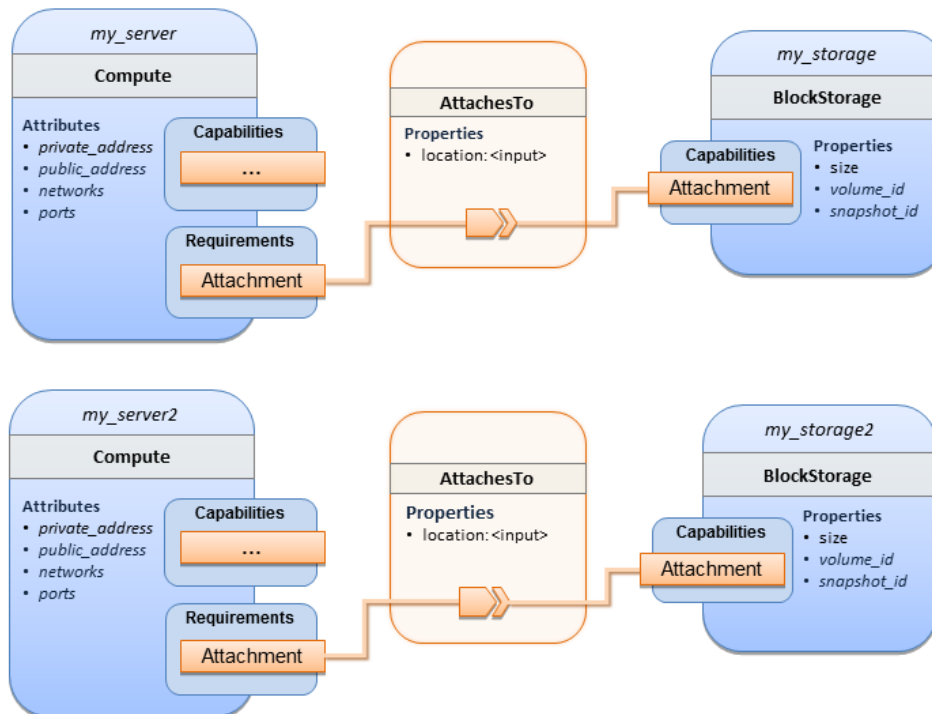 my_server
Compute
Attributes
• private_address
• public_address
• networks
• ports
Capabilities
...
Requirements
Attachment
AttachesTo
Properties
• location: <input>
my_storage
BlockStorage
Capabilities
Attachment
Properties
• size
• volume_id
• snapshot_id
my_server2
Compute
Attributes
• private_address
• public_address
• networks
• ports
Capabilities
...
Requirements
Attachment
AttachesTo
Properties
• location: <input>
my_storage2
BlockStorage
Capabilities
Attachment
Properties
• size
• volume_id
• snapshot_id